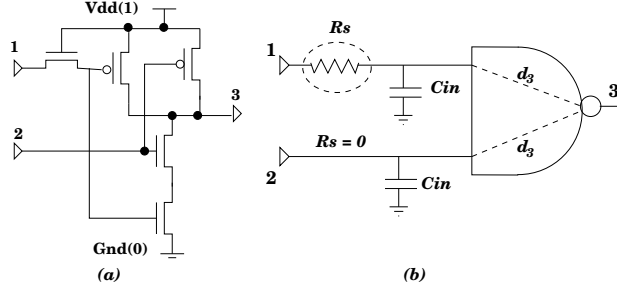 Vdd(1)
1
3
2
Gnd(0)
(a)
Rs
1
Cin
d3
3
Rs = 0
d3
2
Cin
(b)